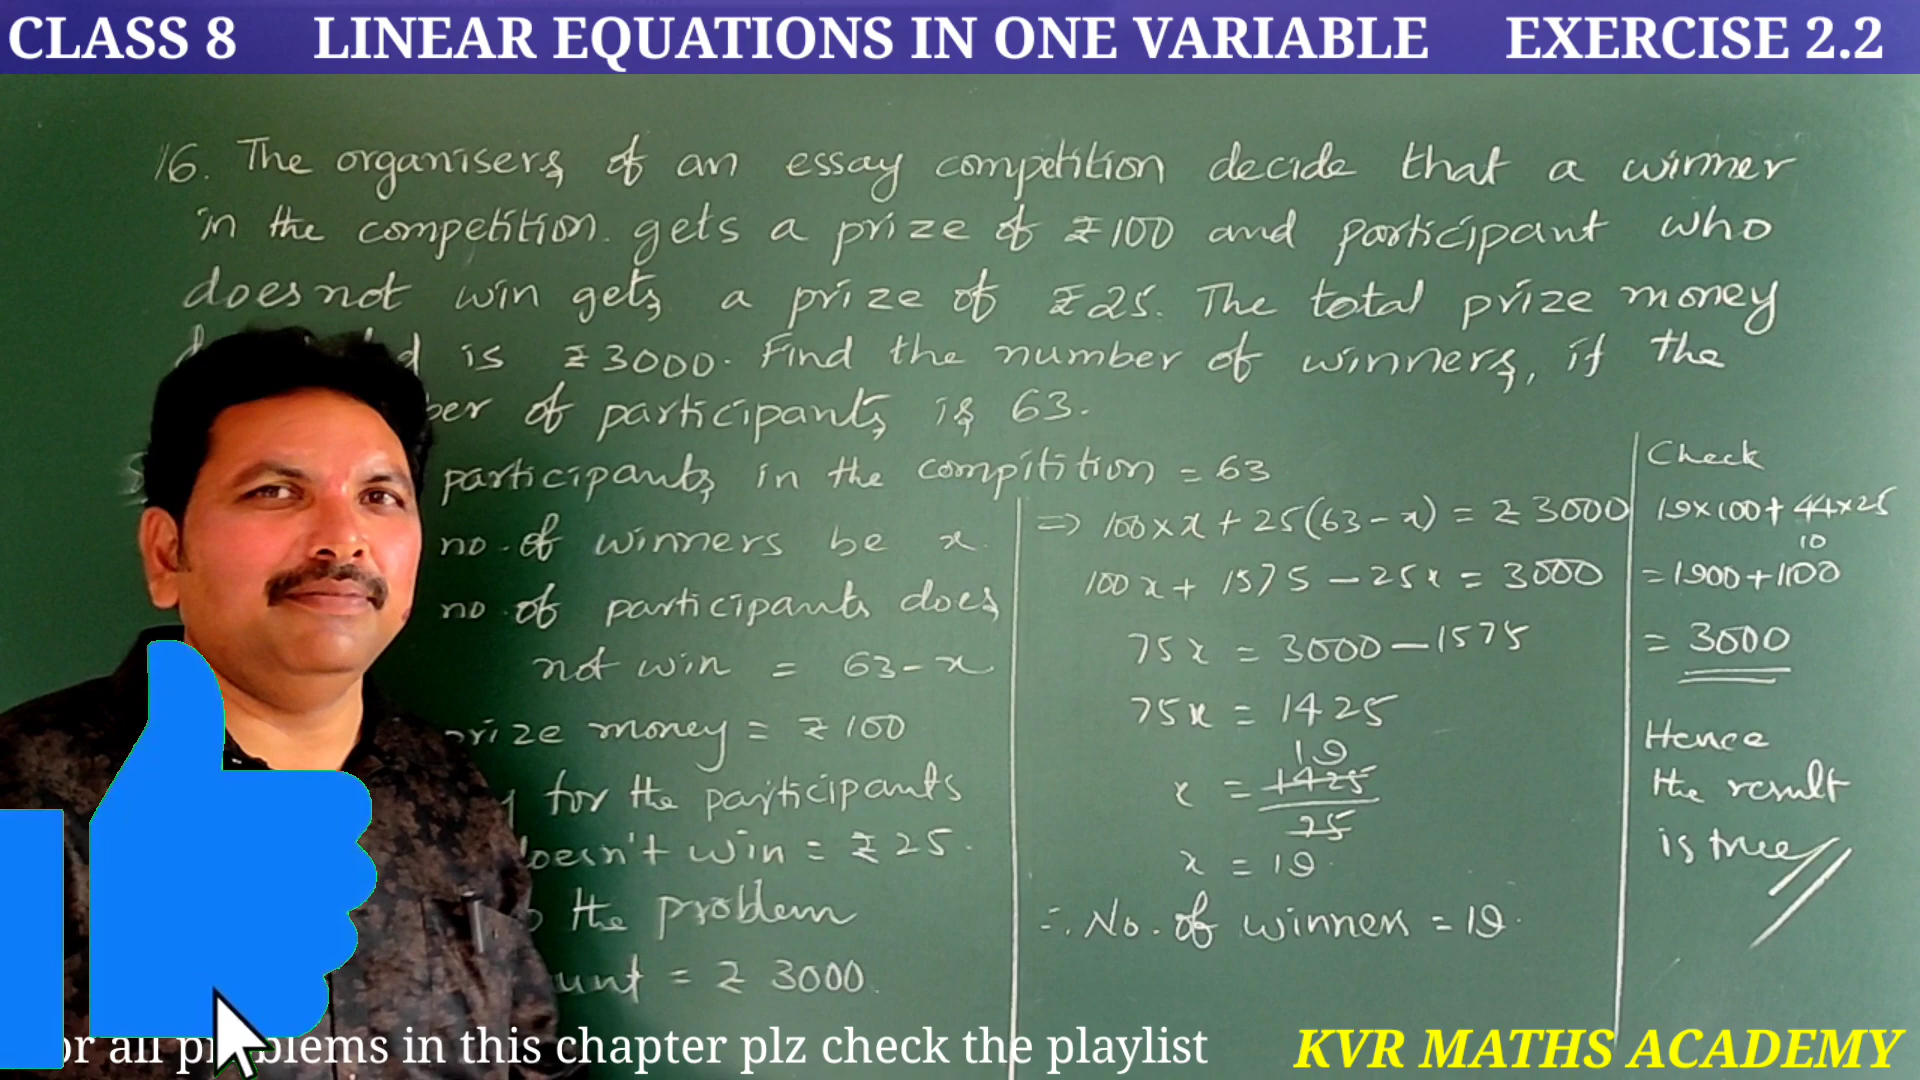 CLASS 8 LINEAR EQUATIONS IN ONE VARIABLE EXERCISE 2.2
16. The organisers of an essay competition decide that a winner
in the competition. gets a prize of ₹100 and participant who
does not win gets a prize of ₹25. The total prize money
is ₹3000. Find the number of winners, if the
of participants is 63.
participants in the compitition = 63
no. of winners be x.
no. of participants does
not win = 63-x
money = ₹100
for the participants
doesn't win = ₹25.
the problem
= ₹ 3000.
=> 100×x + 25(63-x) = ₹3000
100x + 1575 - 25x = 3000
75x = 3000 - 1575
75x = 1425
19
x = 1425
75
x = 19.
∴ No. of winners = 19.
Check
19×100+44×25
10
=1900+1100
= 3000
Hence
the result
is true
all problems in this chapter plz check the playlist
KVR MATHS ACADEMY